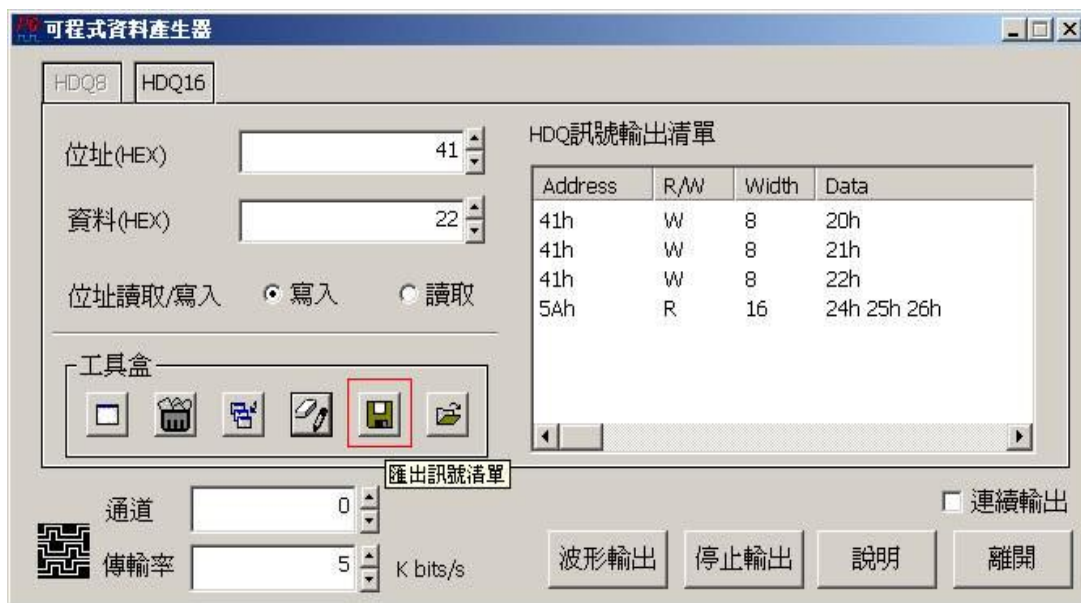 可程式資料產生器
HDQ8 HDQ16
位址(HEX) 41
資料(HEX) 22
位址讀取/寫入 寫入 讀取
工具盒
匯出訊號清單
HDQ訊號輸出清單
Address R/W Width Data
41h W 8 20h
41h W 8 21h
41h W 8 22h
5Ah R 16 24h 25h 26h
通道 0
傳輸率 5 K bits/s
連續輸出
波形輸出 停止輸出 說明 離開